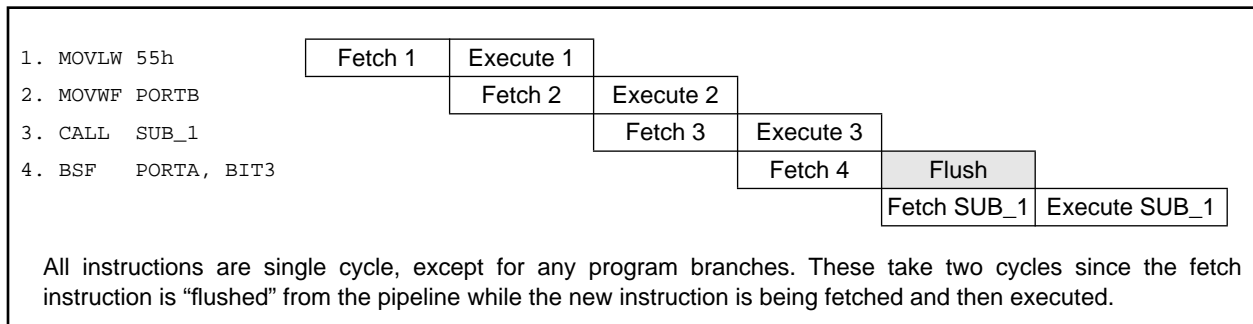 1. MOVLW 55h Fetch 1 Execute 1
2. MOVWF PORTB Fetch 2 Execute 2
3. CALL SUB_1 Fetch 3 Execute 3
4. BSF PORTA, BIT3 Fetch 4 Flush
Fetch SUB_1 Execute SUB_1
All instructions are single cycle, except for any program branches. These take two cycles since the fetch
instruction is “flushed” from the pipeline while the new instruction is being fetched and then executed.